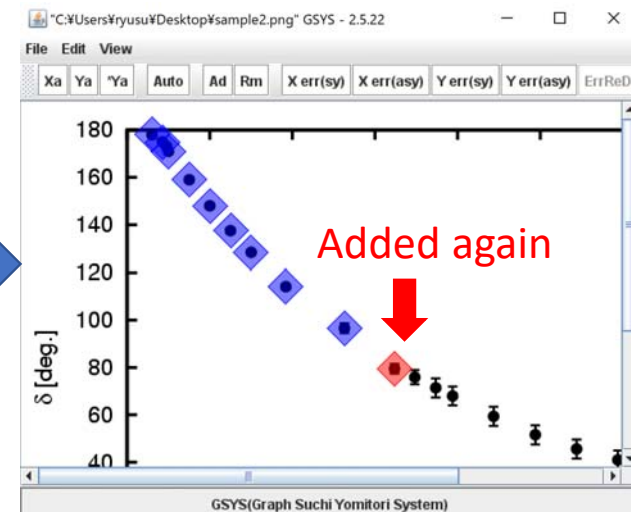 "C:¥Users¥ryusu¥Desktop¥sample2.png" GSYS - 2.5.22
File Edit View
Xa Ya 'Ya Auto Ad Rm X err(sy) X err(asy) Y err(sy) Y err(asy) ErrReD
180
160
140
120
100
80
60
40
δ [deg.]
Added again
GSYS(Graph Suchi Yomitori System)